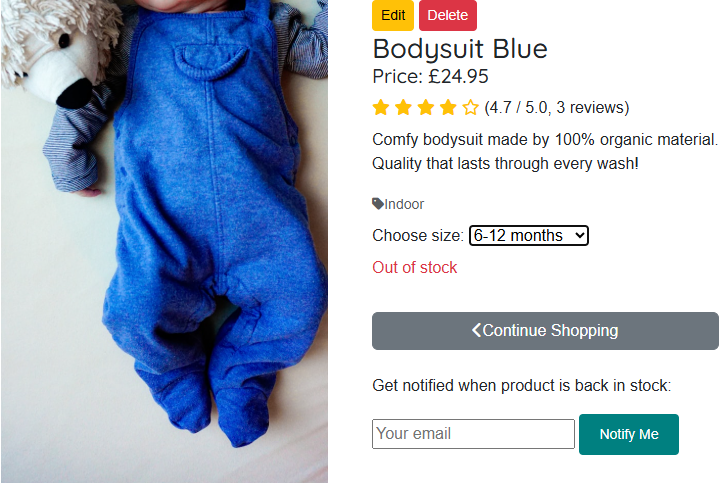 Edit Delete
Bodysuit Blue
Price: £24.95
(4.7 / 5.0, 3 reviews)
Comfy bodysuit made by 100% organic material.
Quality that lasts through every wash!
Indoor
Choose size: 6-12 months
Out of stock
Continue Shopping
Get notified when product is back in stock:
Your email Notify Me